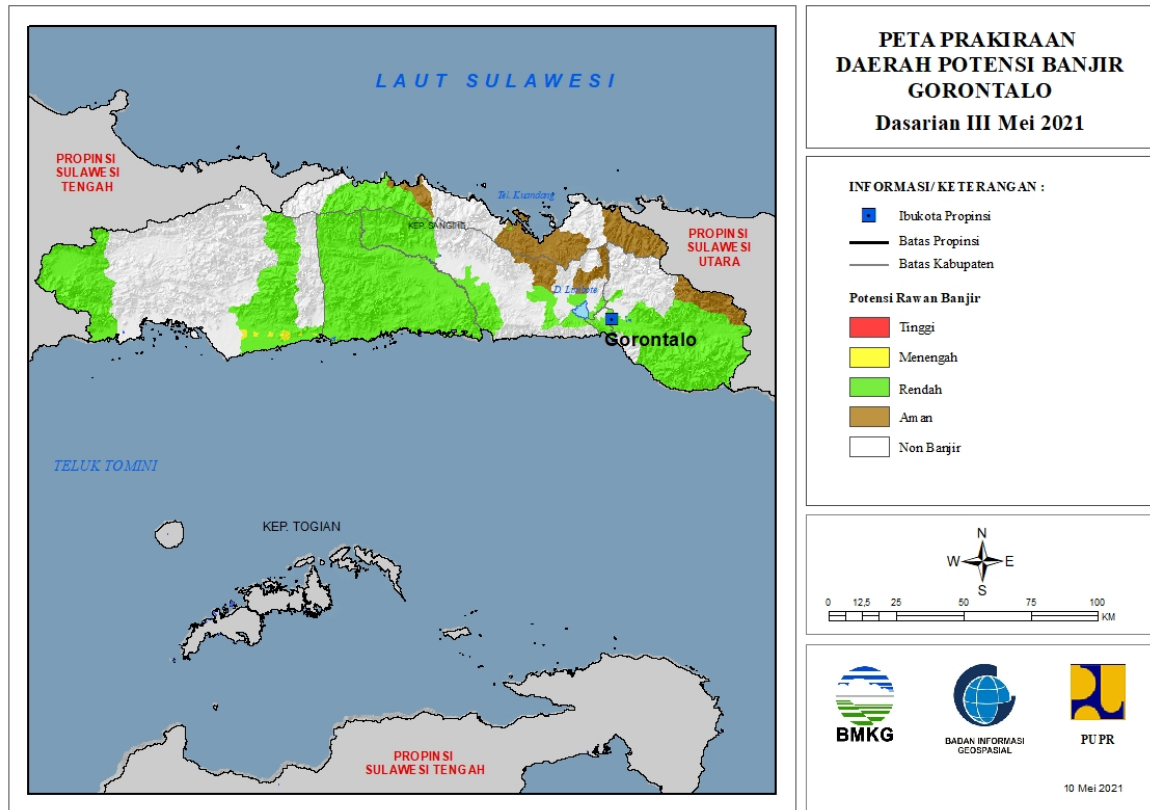 LAUT SULAWESI
PROPINSI
SULAWESI
TENGAH
Tel. Kwandang
KEP. SANGIHE
PROPINSI
SULAWESI
UTARA
D. Limboto
Gorontalo
TELUK TOMINI
KEP. TOGIAN
PROPINSI
SULAWESI TENGAH
PETA PRAKIRAAN
DAERAH POTENSI BANJIR
GORONTALO
Dasarian III Mei 2021
INFORMASI/ KETERANGAN :
Ibukota Propinsi
Batas Propinsi
Batas Kabupaten
Potensi Rawan Banjir
Tinggi
Menengah
Rendah
Aman
Non Banjir
N
W E
S
0 12,5 25 50 75 100
KM
BMKG
BADAN INFORMASI
GEOSPASIAL
PUPR
10 Mei 2021